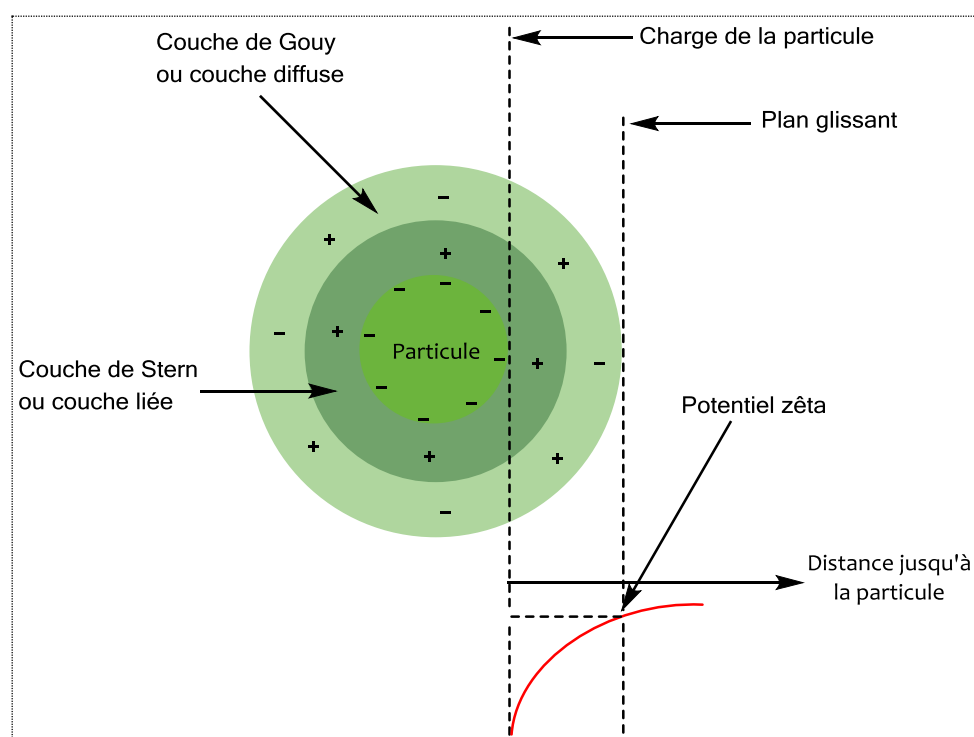 Couche de Gouy
ou couche diffuse
Charge de la particule
Plan glissant
Particule
Couche de Stern
ou couche liée
Potentiel zêta
Distance jusqu'à
la particule